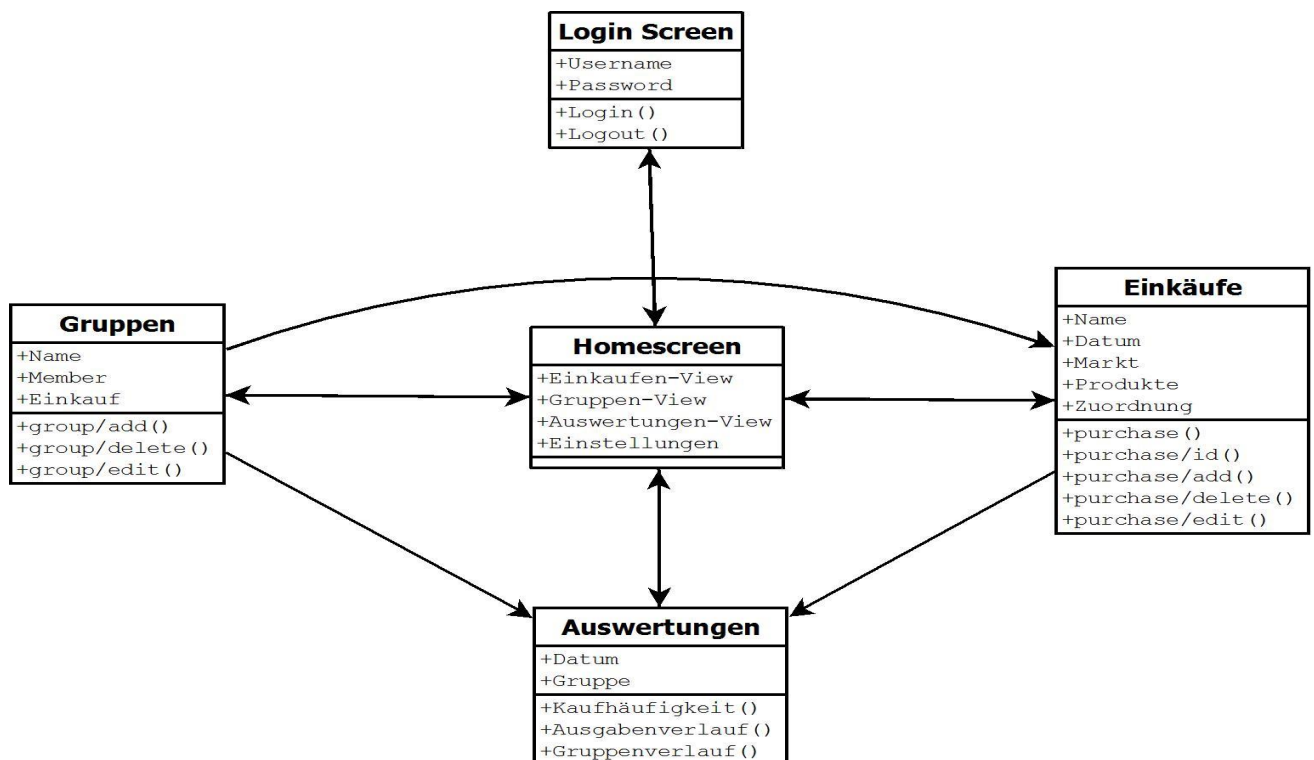 Login Screen
+Username
+Password
+Login()
+Logout()
Gruppen
+Name
+Member
+Einkauf
+group/add()
+group/delete()
+group/edit()
Homescreen
+Einkaufen-View
+Gruppen-View
+Auswertungen-View
+Einstellungen
Einkäufe
+Name
+Datum
+Markt
+Produkte
+Zuordnung
+purchase()
+purchase/id()
+purchase/add()
+purchase/delete()
+purchase/edit()
Auswertungen
+Datum
+Gruppe
+Kaufhäufigkeit()
+Ausgabenverlauf()
+Gruppenverlauf()